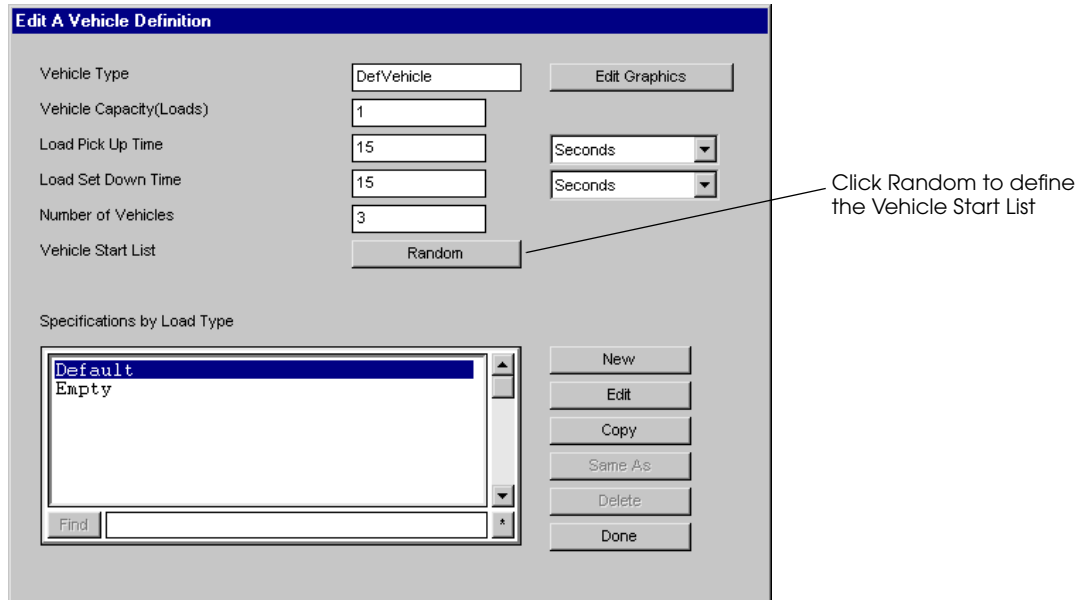 Edit A Vehicle Definition
Vehicle Type DefVehicle Edit Graphics
Vehicle Capacity(Loads) 1
Load Pick Up Time 15 Seconds
Load Set Down Time 15 Seconds
Number of Vehicles 3
Vehicle Start List Random
Click Random to define
the Vehicle Start List
Specifications by Load Type
Default
Empty
New
Edit
Copy
Same As
Delete
Find * Done